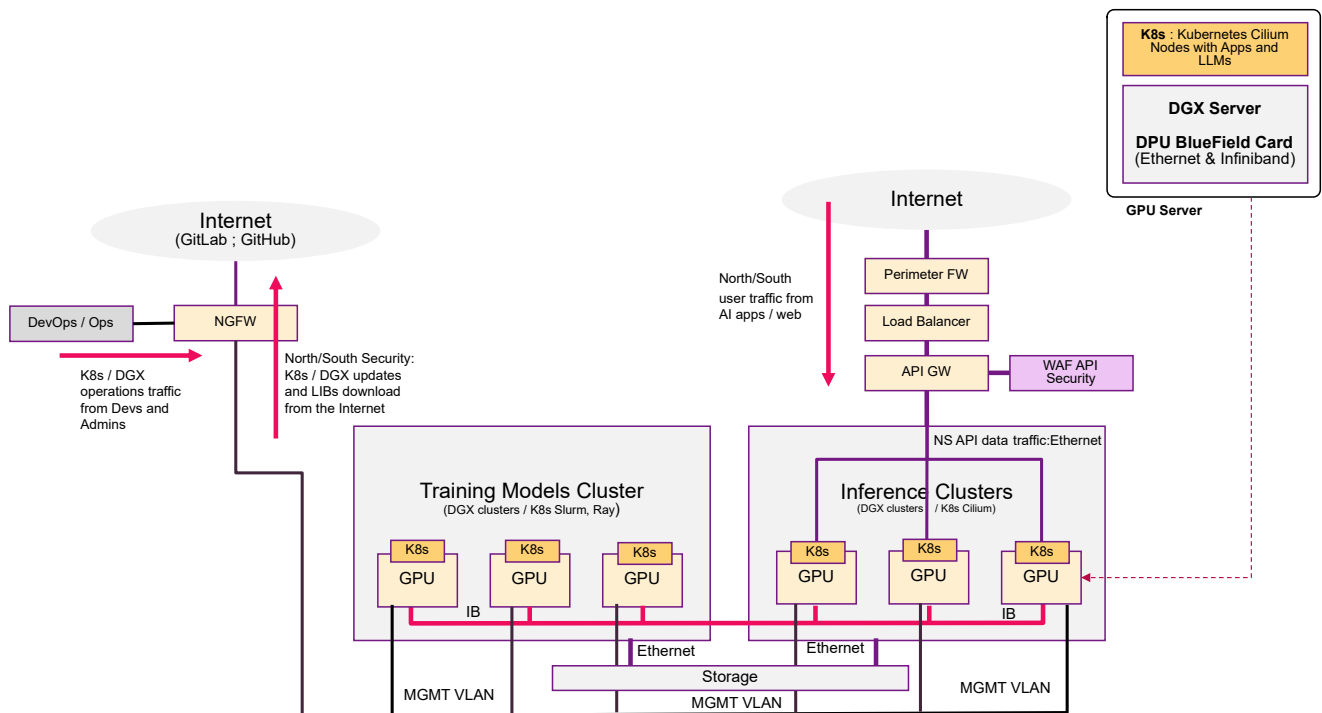 K8s : Kubernetes Cilium
Nodes with Apps and
LLMs
DGX Server
DPU BlueField Card
(Ethernet & Infiniband)
GPU Server
Internet
(GitLab ; GitHub)
DevOps / Ops
NGFW
K8s / DGX
operations traffic
from Devs and
Admins
North/South Security:
K8s / DGX updates
and LIBs download
from the Internet
Internet
North/South
user traffic from
AI apps / web
Perimeter FW
Load Balancer
API GW
WAF API
Security
NS API data traffic:Ethernet
Training Models Cluster
(DGX clusters / K8s Slurm, Ray)
K8s
GPU
K8s
GPU
K8s
GPU
IB
Inference Clusters
(DGX clusters / K8s Cilium)
K8s
GPU
K8s
GPU
K8s
GPU
IB
Ethernet
Ethernet
Storage
MGMT VLAN
MGMT VLAN
MGMT VLAN